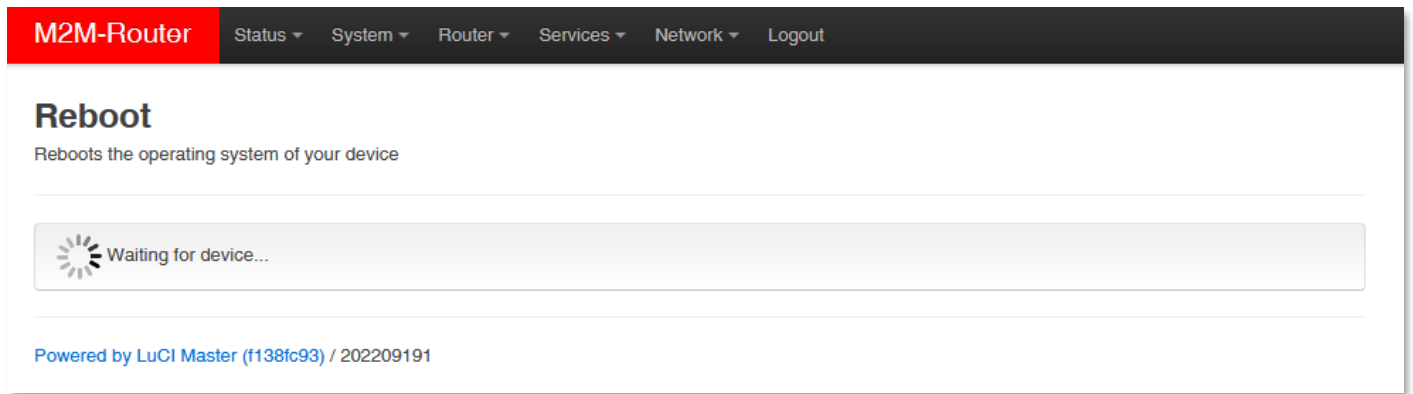 M2M-Router Status System Router Services Network Logout
Reboot
Reboots the operating system of your device
Waiting for device...
Powered by LuCI Master (f138fc93) / 202209191